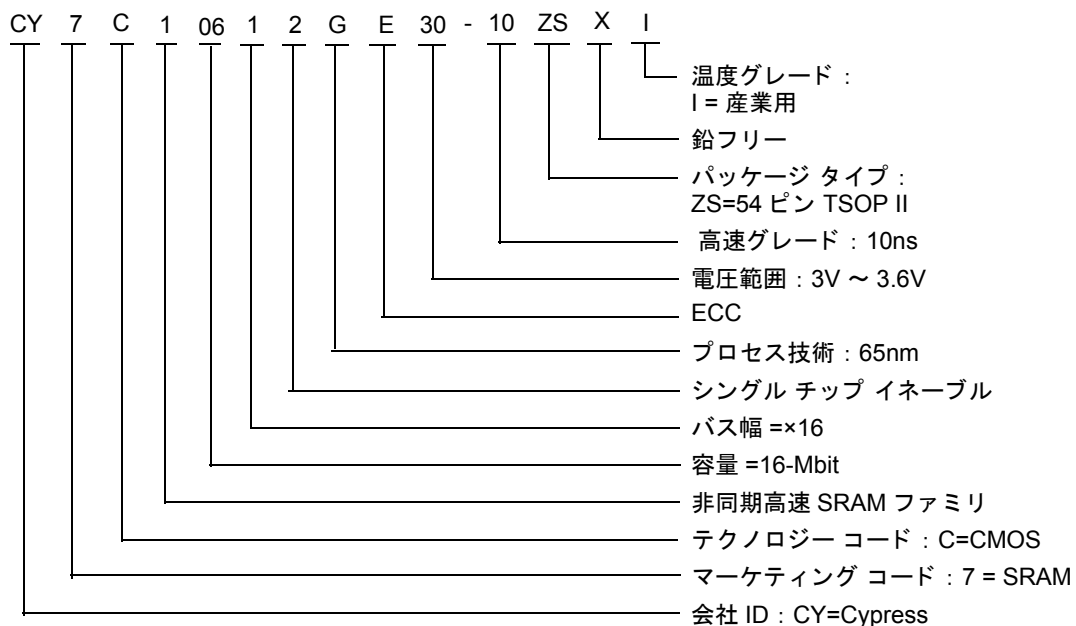 CY 7 C 1 06 1 2 G E 30 - 10 ZS X I
温度グレード :
I = 産業用
鉛フリー
パッケージ タイプ :
ZS=54 ピン TSOP II
高速グレード : 10ns
電圧範囲 : 3V ～ 3.6V
ECC
プロセス技術 : 65nm
シングル チップ イネーブル
バス幅 =×16
容量 =16-Mbit
非同期高速 SRAM ファミリ
テクノロジー コード : C=CMOS
マーケティング コード : 7 = SRAM
会社 ID : CY=Cypress